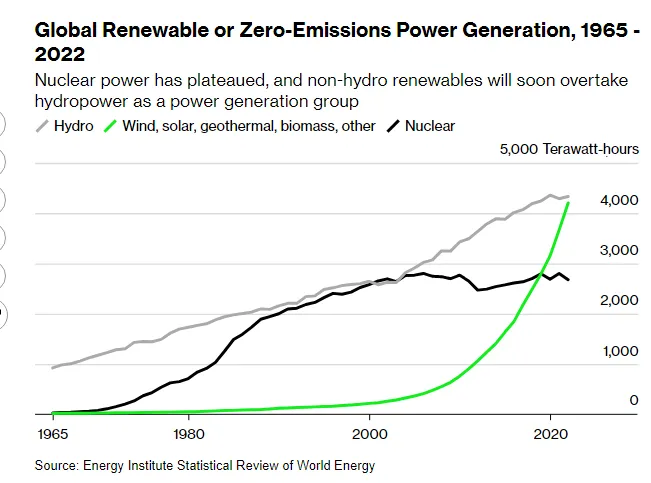 Global Renewable or Zero-Emissions Power Generation, 1965 -
2022
Nuclear power has plateaued, and non-hydro renewables will soon overtake
hydropower as a power generation group
Hydro Wind, solar, geothermal, biomass, other Nuclear
5,000 Terawatt-hours
4,000
3,000
2,000
1,000
0
1965 1980 2000 2020
Source: Energy Institute Statistical Review of World Energy